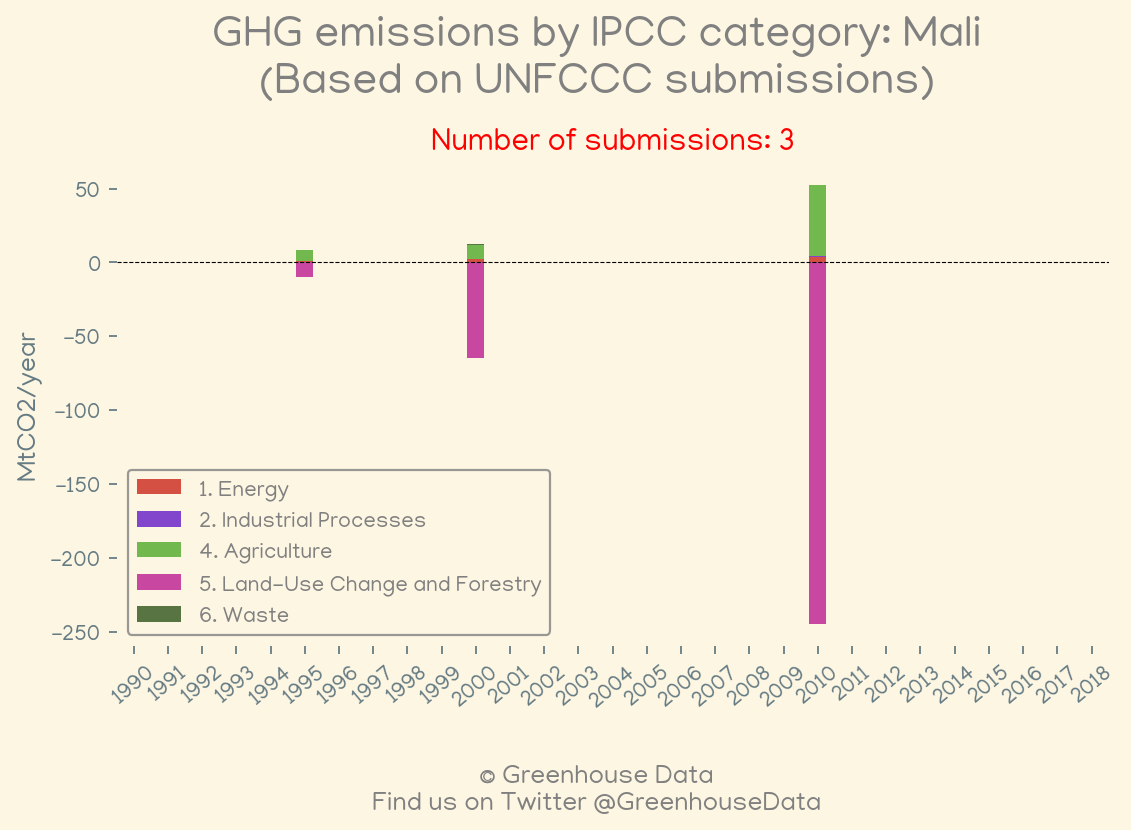 GHG emissions by IPCC category: Mali
(Based on UNFCCC submissions)
Number of submissions: 3
50
0
-50
-100
-150
-200
-250
MtCO2/year
1. Energy
2. Industrial Processes
4. Agriculture
5. Land-Use Change and Forestry
6. Waste
1990 1991 1992 1993 1994 1995 1996 1997 1998 1999 2000 2001 2002 2003 2004 2005 2006 2007 2008 2009 2010 2011 2012 2013 2014 2015 2016 2017 2018
© Greenhouse Data
Find us on Twitter @GreenhouseData